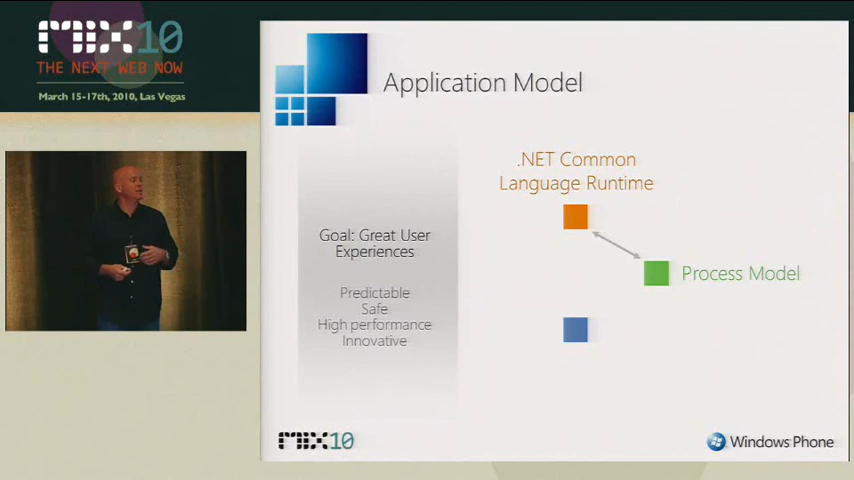 MIX10
THE NEXT WEB NOW
March 15-17th, 2010, Las Vegas
Application Model
.NET Common
Language Runtime
Goal: Great User
Experiences
Process Model
Predictable
Safe
High performance
Innovative
MIX10
Windows Phone